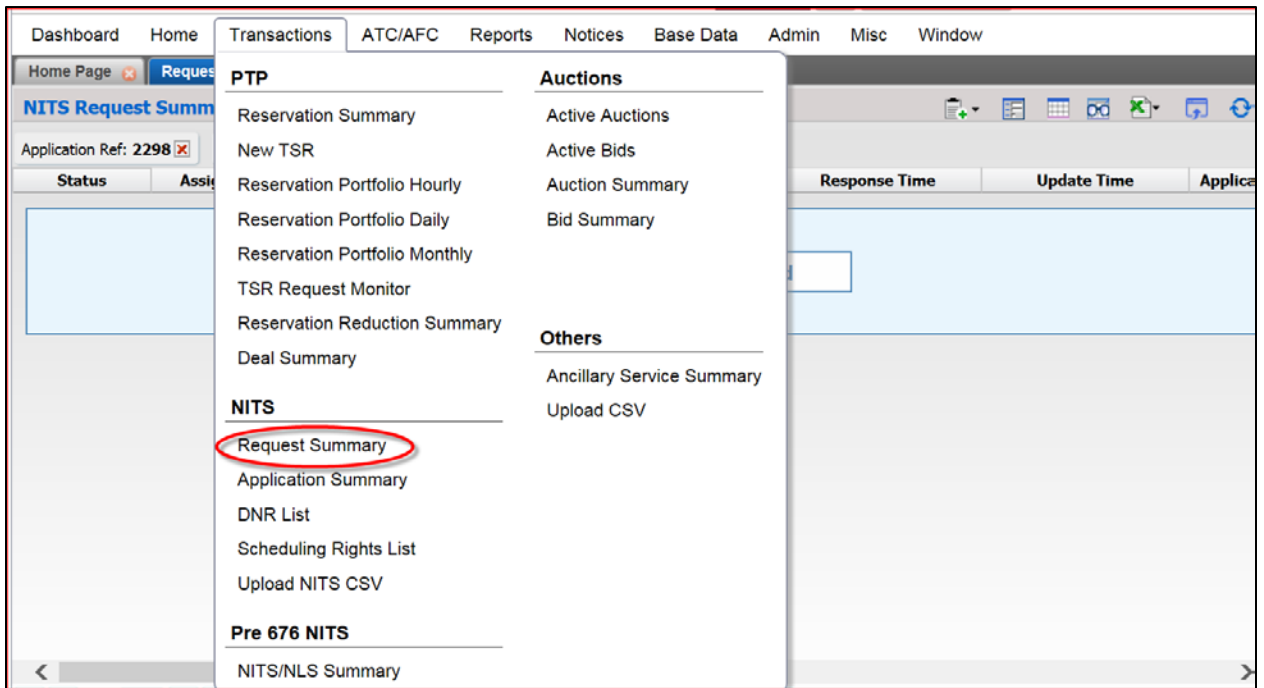 Dashboard Home Transactions ATC/AFC Reports Notices Base Data Admin Misc Window
Home Page Reques
NITS Request Summ
Application Ref: 2298
Status Assig Response Time Update Time Applica
PTP
Reservation Summary
New TSR
Reservation Portfolio Hourly
Reservation Portfolio Daily
Reservation Portfolio Monthly
TSR Request Monitor
Reservation Reduction Summary
Deal Summary
NITS
Request Summary
Application Summary
DNR List
Scheduling Rights List
Upload NITS CSV
Pre 676 NITS
NITS/NLS Summary
Auctions
Active Auctions
Active Bids
Auction Summary
Bid Summary
Others
Ancillary Service Summary
Upload CSV